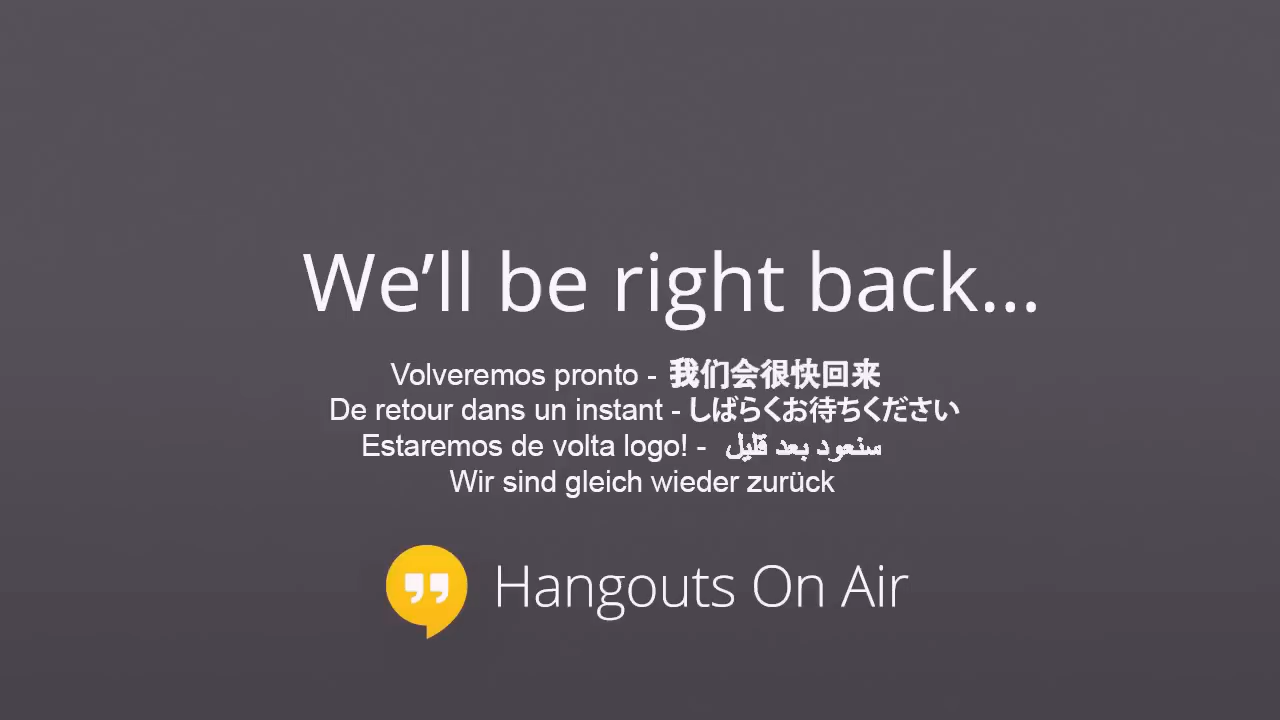 We’ll be right back...
Volveremos pronto - 我们会很快回来
De retour dans un instant - しばらくお待ちください
Estaremos de volta logo! - سنعود بعد قليل
Wir sind gleich wieder zurück
Hangouts On Air